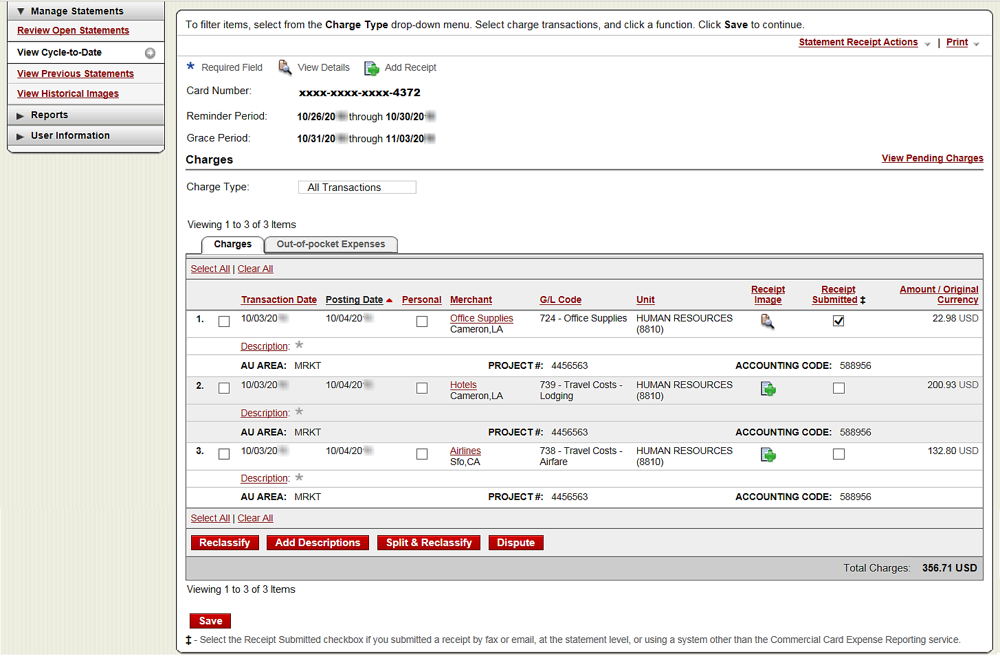 Manage Statements
Review Open Statements
View Cycle-to-Date
View Previous Statements
View Historical Images
Reports
User Information
To filter items, select from the Charge Type drop-down menu. Select charge transactions, and click a function. Click Save to continue.
Statement Receipt Actions | Print
* Required Field View Details Add Receipt
Card Number: xxxx-xxxx-xxxx-4372
Reminder Period: 10/26/20 through 10/30/20
Grace Period: 10/31/20 through 11/03/20
Charges View Pending Charges
Charge Type: All Transactions
Viewing 1 to 3 of 3 Items
Charges Out-of-pocket Expenses
Select All | Clear All
Transaction Date Posting Date Personal Merchant G/L Code Unit Receipt Image Receipt Submitted ‡ Amount / Original Currency
1. 10/03/20 10/04/20 Office Supplies 724 - Office Supplies HUMAN RESOURCES 22.98 USD
Cameron,LA (8810)
Description: *
AU AREA: MRKT PROJECT #: 4456563 ACCOUNTING CODE: 588956
2. 10/03/20 10/04/20 Hotels 739 - Travel Costs - HUMAN RESOURCES 200.93 USD
Cameron,LA Lodging (8810)
Description: *
AU AREA: MRKT PROJECT #: 4456563 ACCOUNTING CODE: 588956
3. 10/03/20 10/04/20 Airlines 738 - Travel Costs - HUMAN RESOURCES 132.80 USD
Sfo,CA Airfare (8810)
Description: *
AU AREA: MRKT PROJECT #: 4456563 ACCOUNTING CODE: 588956
Select All | Clear All
Reclassify Add Descriptions Split & Reclassify Dispute
Total Charges: 356.71 USD
Viewing 1 to 3 of 3 Items
Save
‡ - Select the Receipt Submitted checkbox if you submitted a receipt by fax or email, at the statement level, or using a system other than the Commercial Card Expense Reporting service.